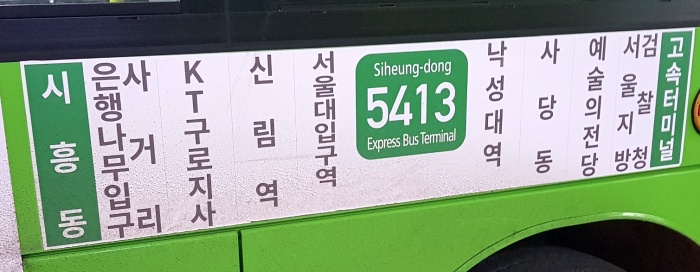 시흥동
은행나무입구
사거리
KT구로지사
신림역
서울대입구역
Siheung-dong
5413
Express Bus Terminal
낙성대역
사당동
예술의전당
서울지방
검찰청
고속터미널